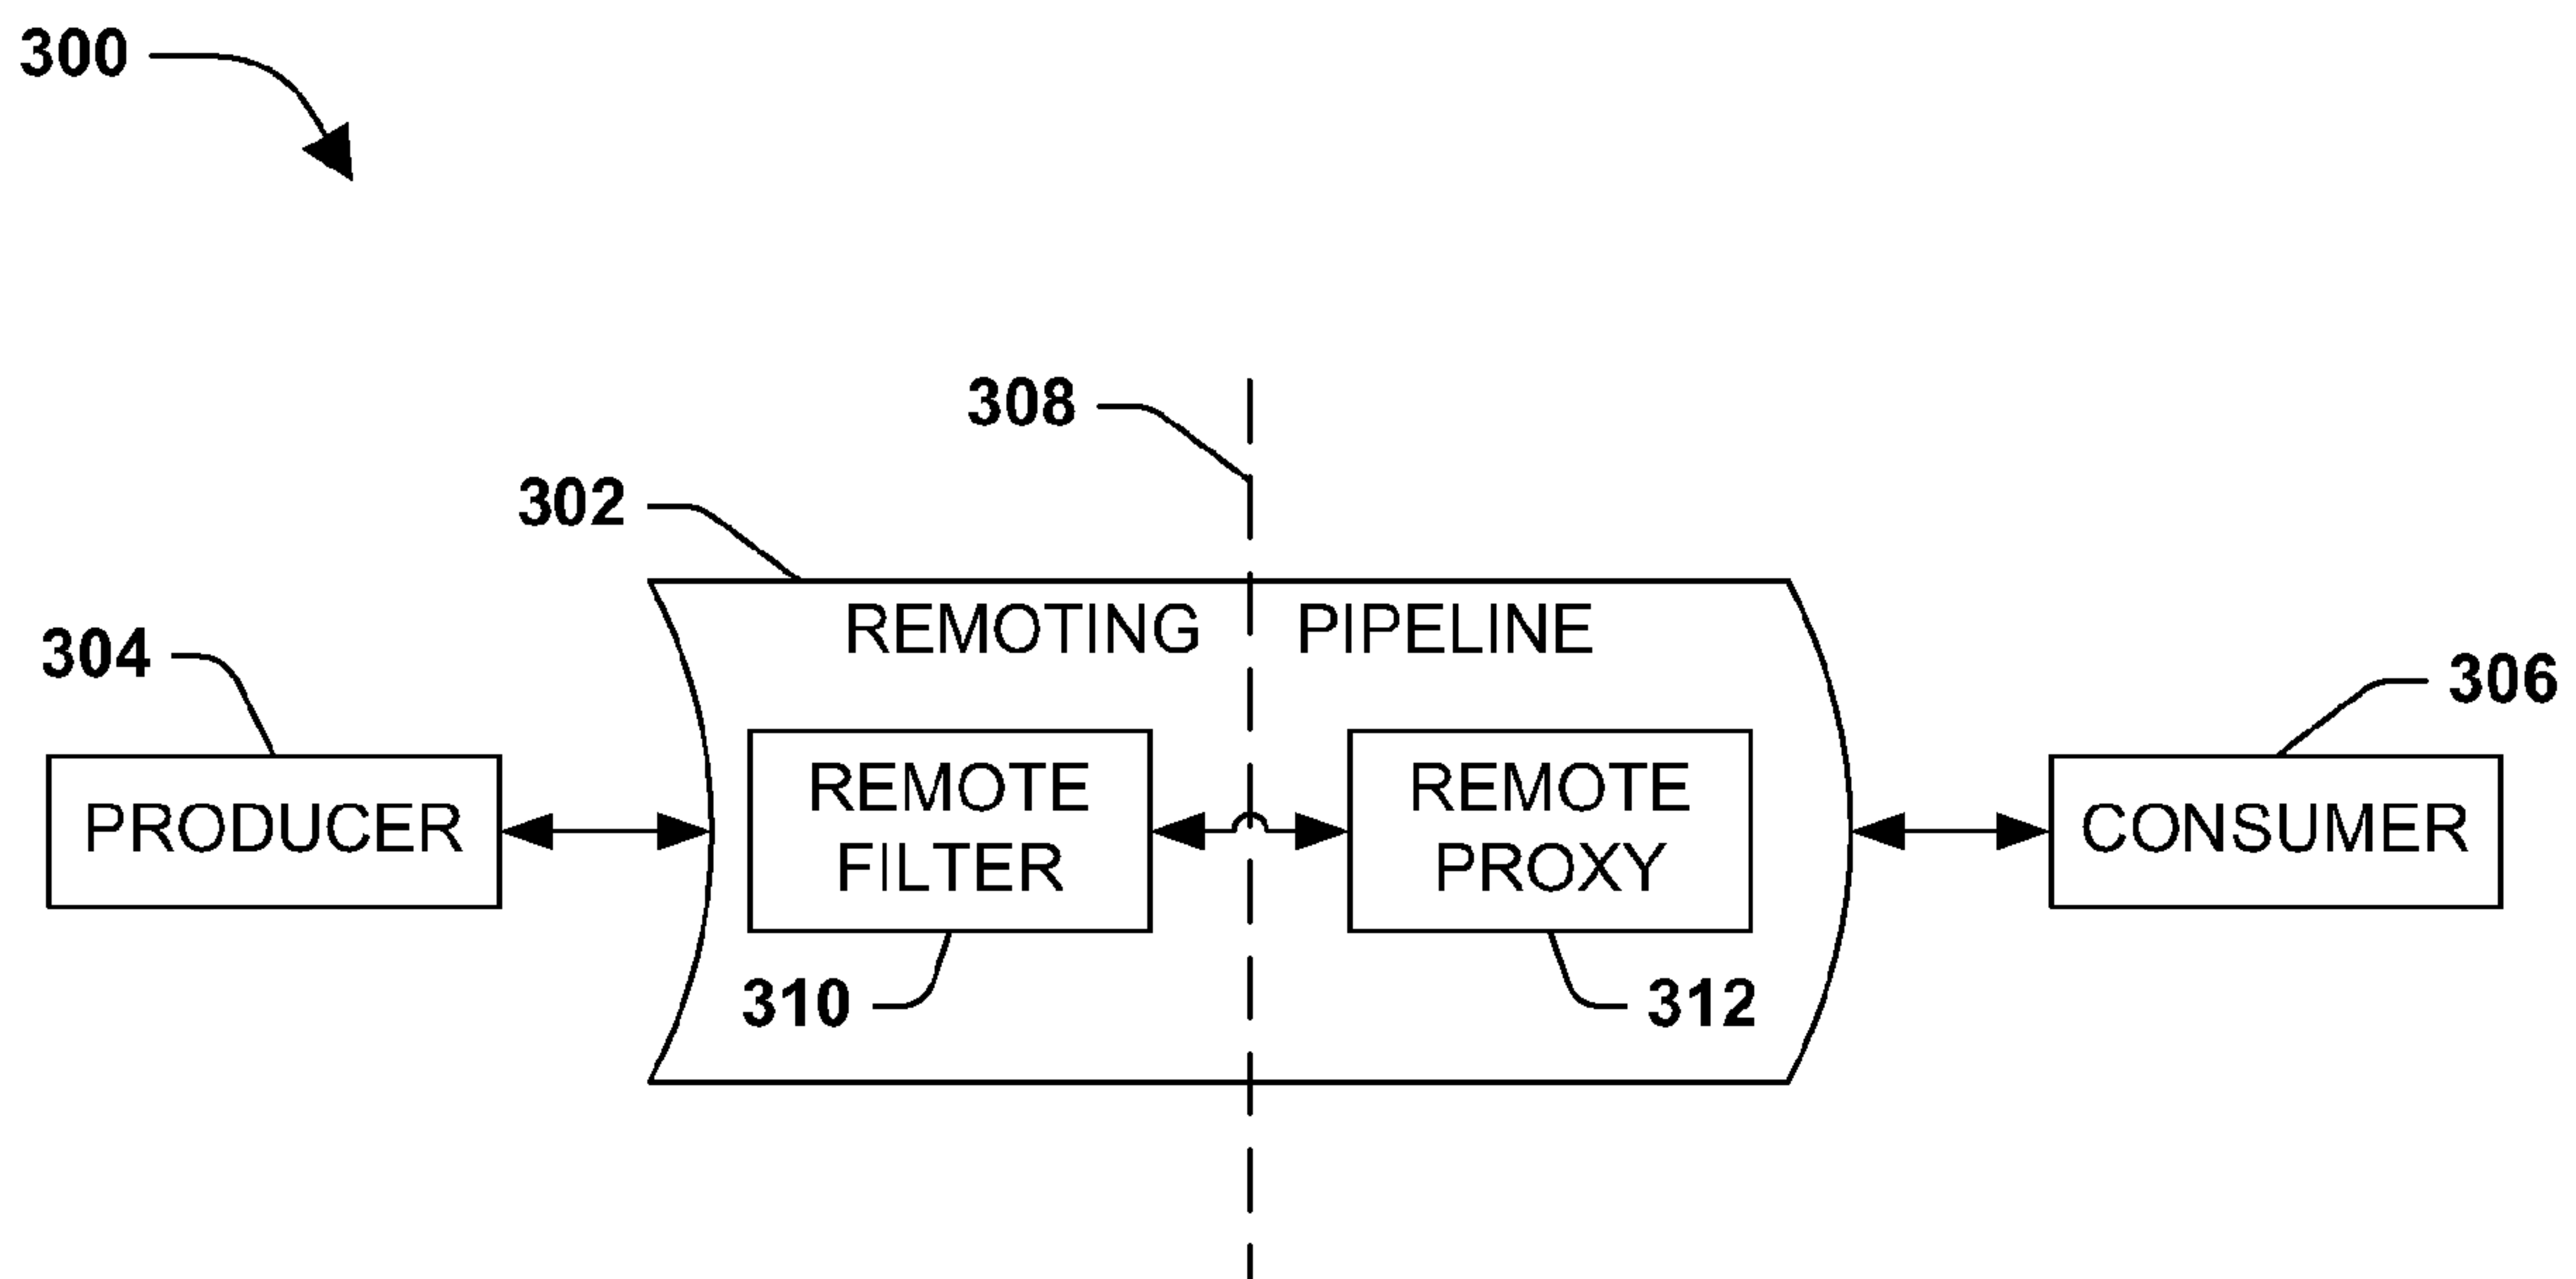 300
308
302
REMOTING PIPELINE
304
306
PRODUCER
REMOTE
FILTER
REMOTE
PROXY
CONSUMER
310
312